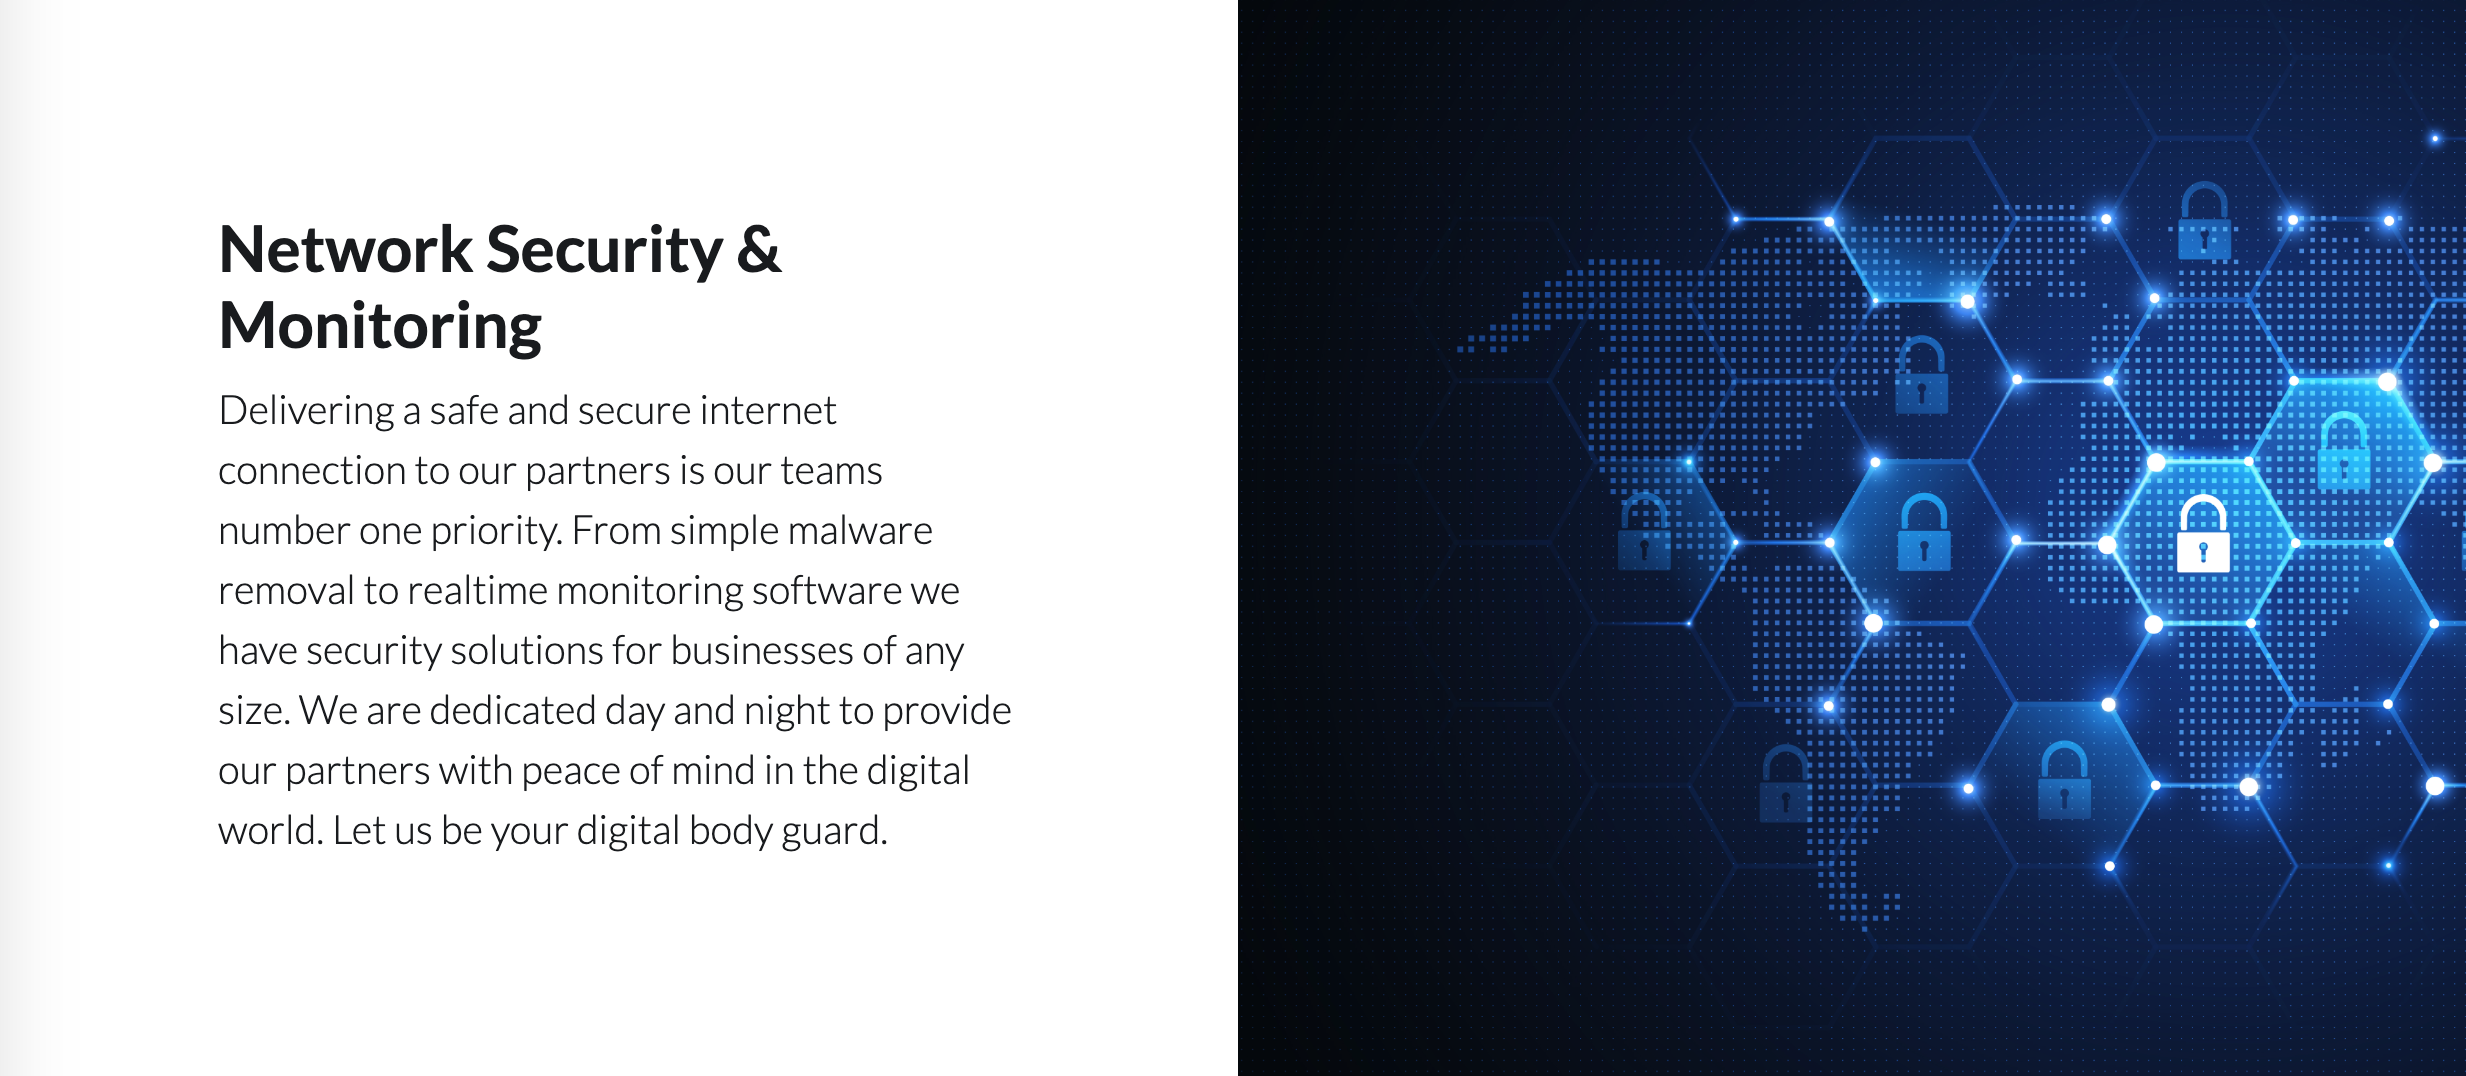 Network Security &
Monitoring
Delivering a safe and secure internet
connection to our partners is our teams
number one priority. From simple malware
removal to realtime monitoring software we
have security solutions for businesses of any
size. We are dedicated day and night to provide
our partners with peace of mind in the digital
world. Let us be your digital body guard.